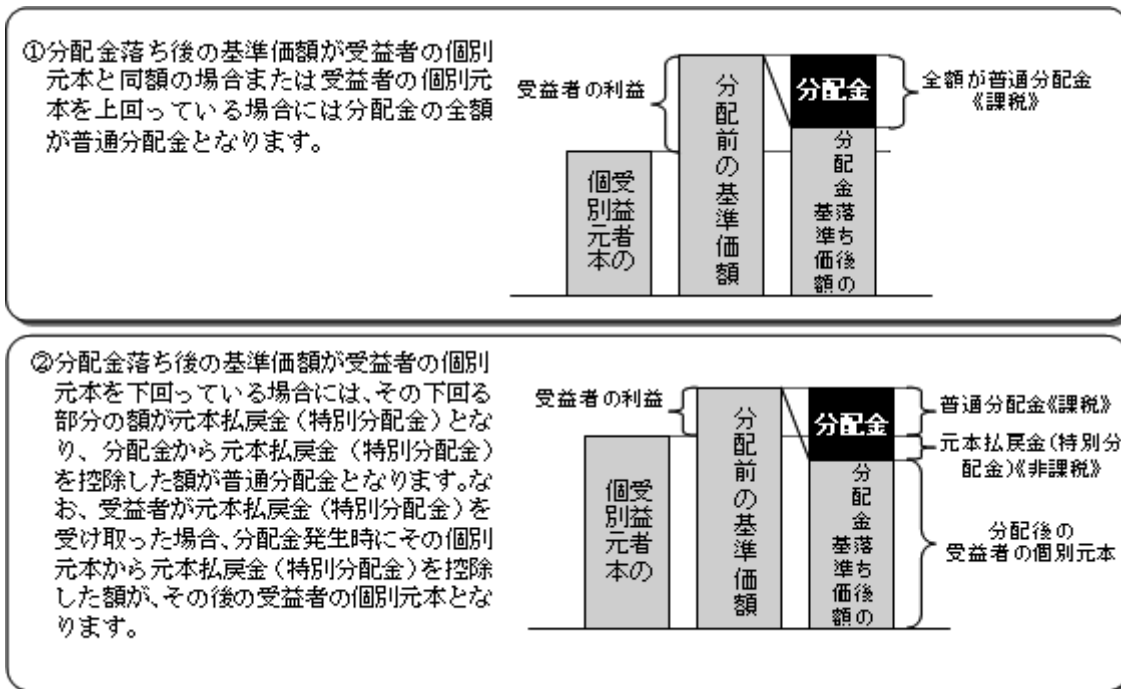 ①分配金落ち後の基準価額が受益者の個別
元本と同額の場合または受益者の個別元
本を上回っている場合には分配金の全額
が普通分配金となります。
受益者の利益
受益者の
個別元本
分配前の基準価額
分配金
分配金落ち後の
基準価額
全額が普通分配金
《課税》
②分配金落ち後の基準価額が受益者の個別
元本を下回っている場合には、その下回る
部分の額が元本払戻金(特別分配金)とな
り、分配金から元本払戻金(特別分配金)
を控除した額が普通分配金となります。な
お、受益者が元本払戻金(特別分配金)を
受け取った場合、分配金発生時にその個別
元本から元本払戻金(特別分配金)を控除
した額が、その後の受益者の個別元本とな
ります。
受益者の利益
受益者の
個別元本
分配前の基準価額
分配金
分配金落ち後の
基準価額
普通分配金《課税》
元本払戻金(特別分
配金)《非課税》
分配後の
受益者の個別元本